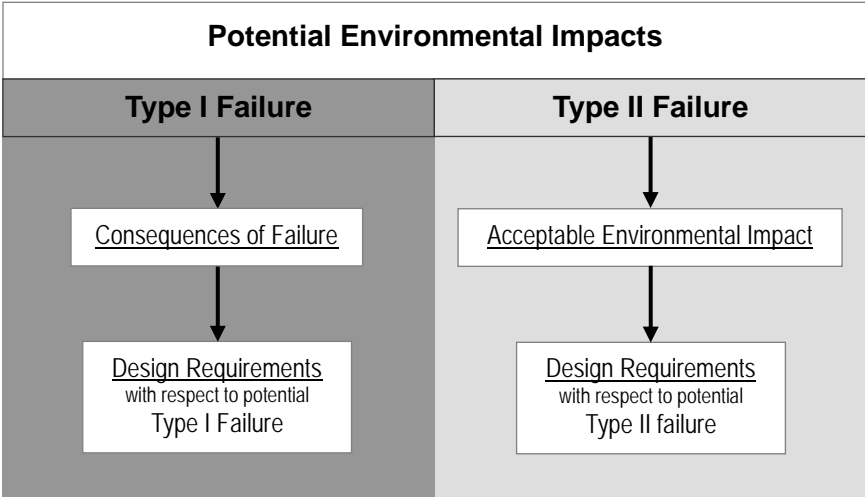 Potential Environmental Impacts
Type I Failure
Consequences of Failure
Design Requirements
with respect to potential
Type I Failure
Type II Failure
Acceptable Environmental Impact
Design Requirements
with respect to potential
Type II failure